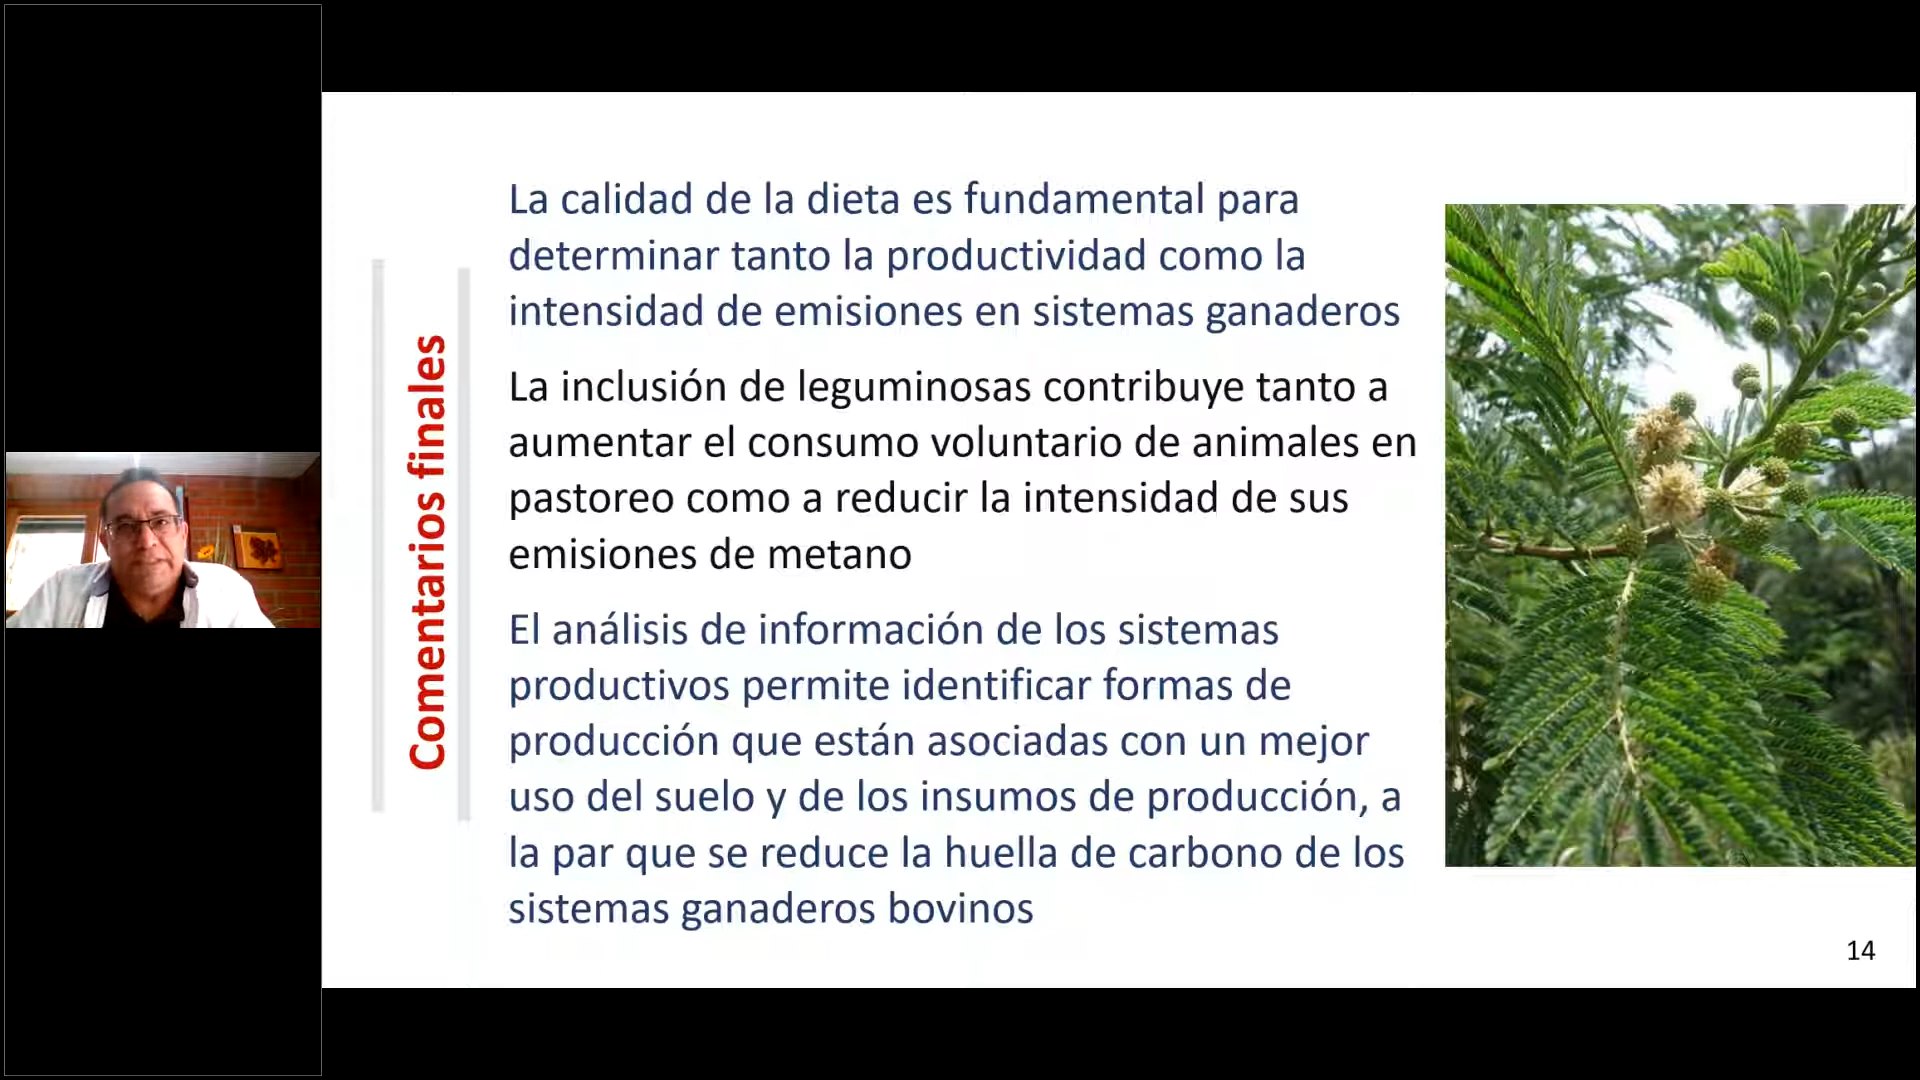 Comentarios finales
La calidad de la dieta es fundamental para
determinar tanto la productividad como la
intensidad de emisiones en sistemas ganaderos
La inclusión de leguminosas contribuye tanto a
aumentar el consumo voluntario de animales en
pastoreo como a reducir la intensidad de sus
emisiones de metano
El análisis de información de los sistemas
productivos permite identificar formas de
producción que están asociadas con un mejor
uso del suelo y de los insumos de producción, a
la par que se reduce la huella de carbono de los
sistemas ganaderos bovinos
14